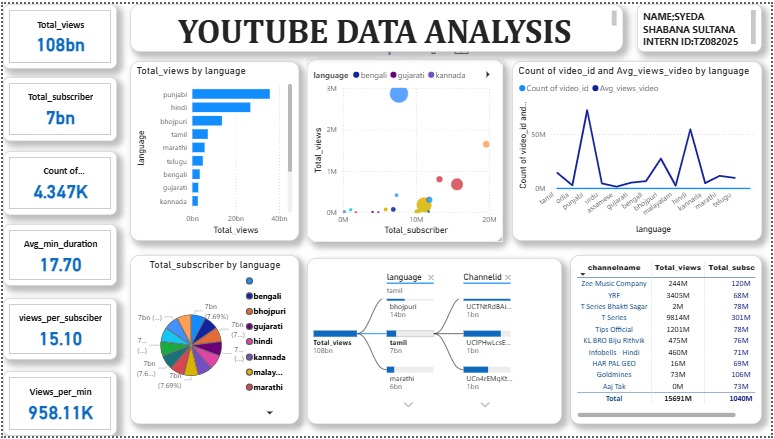 Total_views
108bn
Total_subscriber
7bn
Count of...
4.347K
Avg_min_duration
17.70
views_per_subsciber
15.10
Views_per_min
958.11K
YOUTUBE DATA ANALYSIS
NAME;SYEDA
SHABANA SULTANA
INTERN ID:TZ082025
Total_views by language
language
punjabi
hindi
bhojpuri
tamil
marathi
telugu
bengali
gujarati
kannada
0bn 20bn 40bn
Total_views
language bengali gujarati kannada
Total_views
3M
2M
1M
0M
0M 10M 20M
Total_subscriber
Count of video_id and Avg_views_video by language
Count of video_id Avg_views_video
Count of video_id and...
50M
0M
tamil odia punjabi urdu assamese gujarati bengali bhojpuri malayalam hindi kannada marathi telugu
language
Total_subscriber by language
7bn
(7.69%)
7bn
(7...
7...
(...)
7bn
(7.69%)
7bn
(7.6...)
7...
(...)
7bn (...)
bengali
bhojpuri
gujarati
hindi
kannada
malay...
marathi
language Channelid
Total_views
108bn
tamil
bhojpuri
14bn
tamil
7bn
marathi
6bn
UCTNtRdBAi...
1bn
UCIPHwLcsE...
1bn
UCn4rEMqKt...
1bn
channelname Total_views Total_subsc
Zee Music Company 244M 120M
YRF 3405M 68M
T Series Bhakti Sagar 2M 78M
T Series 9814M 301M
Tips Official 1201M 78M
KL BRO Biju Rithvik 475M 76M
Infobells - Hindi 460M 71M
HAR PAL GEO 16M 69M
Goldmines 73M 106M
Aaj Tak 0M 73M
Total 15691M 1040M